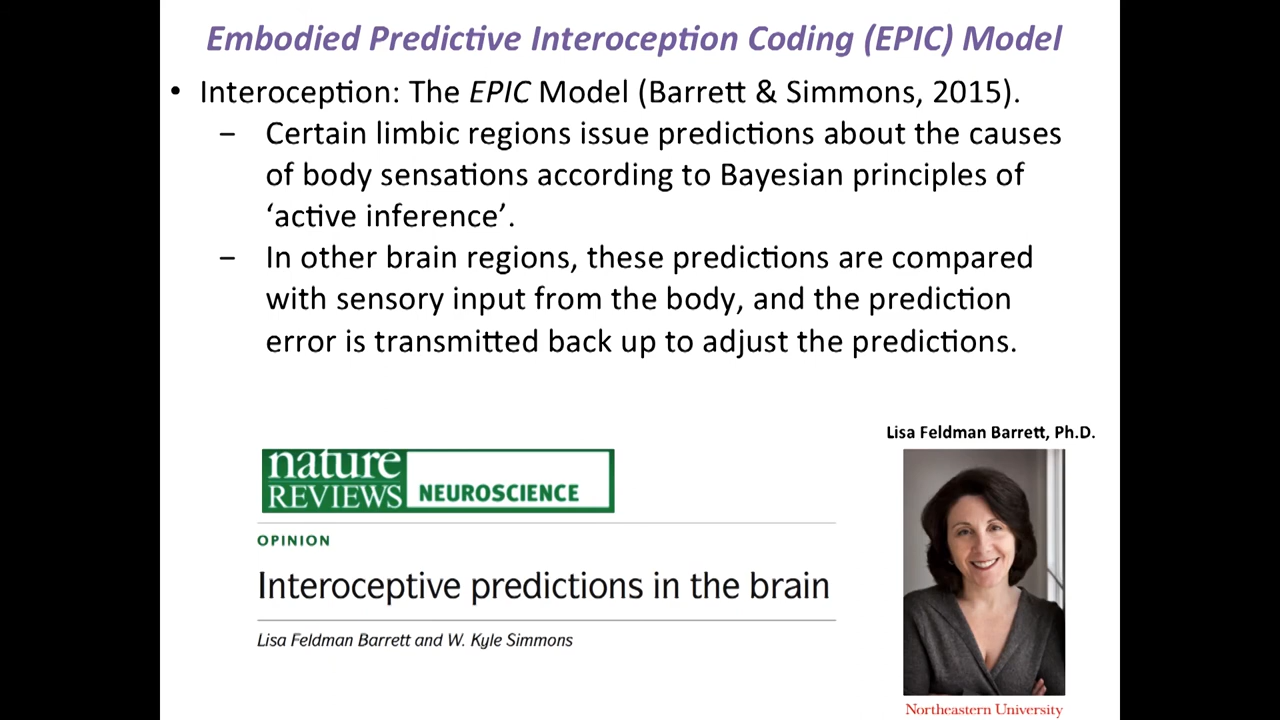 Embodied Predictive Interoception Coding (EPIC) Model
• Interoception: The EPIC Model (Barrett & Simmons, 2015).
– Certain limbic regions issue predictions about the causes
of body sensations according to Bayesian principles of
‘active inference’.
– In other brain regions, these predictions are compared
with sensory input from the body, and the prediction
error is transmitted back up to adjust the predictions.
Lisa Feldman Barrett, Ph.D.
nature
REVIEWS NEUROSCIENCE
OPINION
Interoceptive predictions in the brain
Lisa Feldman Barrett and W. Kyle Simmons
Northeastern University